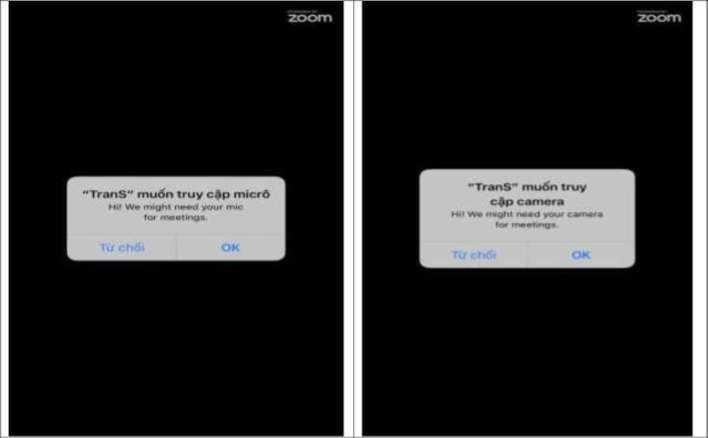 zoom
“TranS” muốn truy cập micrô
Hi! We might need your mic
for meetings.
Từ chối
OK
zoom
“TranS” muốn truy
cập camera
Hi! We might need your camera
for meetings.
Từ chối
OK